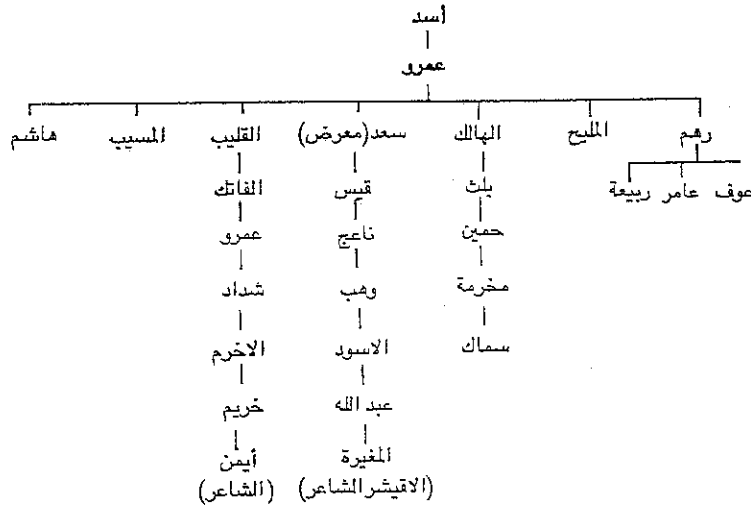 أسد
عمرو
رهم المليح الهالك سعد(معرض) القليب المسيب هاشم
عوف عامر ربيعة بلث قيس الفاتك
حمين ناعج عمرو
مخرمة وهب شداد
سماك الاسود الاخرم
عبد الله خريم
المغيرة أيمن
(الاقيشر الشاعر) (الشاعر)